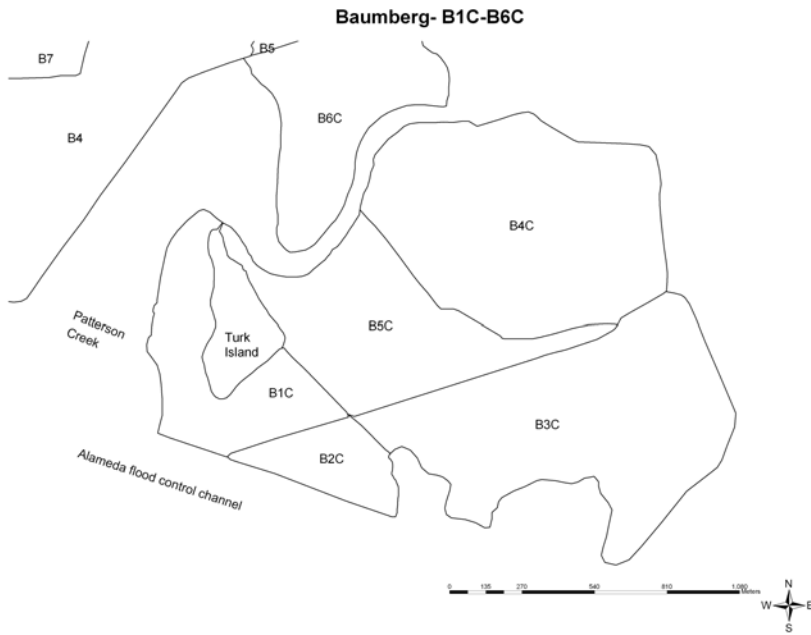 Baumberg- B1C-B6C
B7
B5
B6C
B4
B4C
Patterson
Creek
Turk
Island
B5C
B1C
B3C
B2C
Alameda flood control channel
0 135 270 540 810 1,080
Meters
N
W E
S